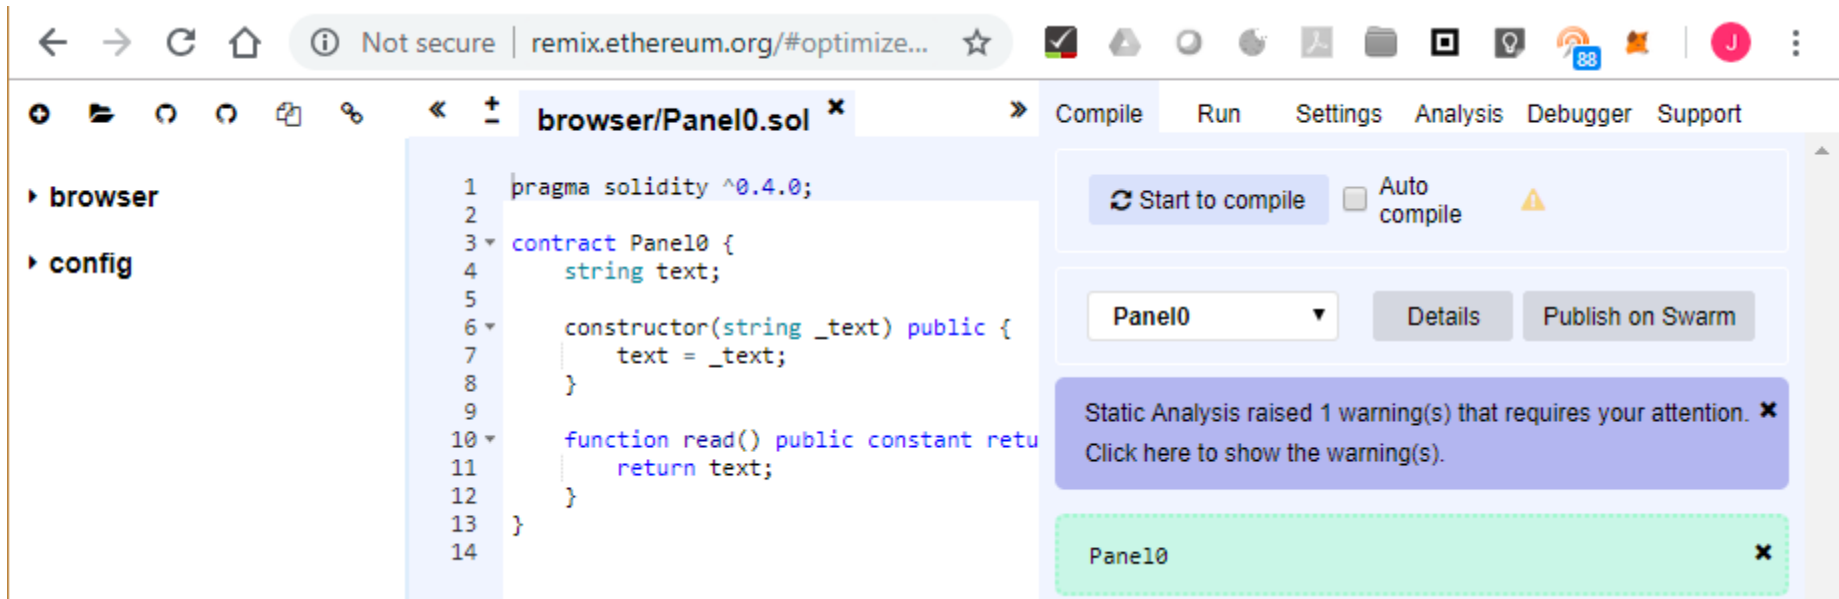 Not secure | remix.ethereum.org/#optimize...
88
J
browser/Panel0.sol
Compile Run Settings Analysis Debugger Support
browser
config
1 pragma solidity ^0.4.0;
2
3 contract Panel0 {
4 string text;
5
6 constructor(string _text) public {
7 text = _text;
8 }
9
10 function read() public constant retu
11 return text;
12 }
13 }
14
Start to compile
Auto
compile
Panel0
Details
Publish on Swarm
Static Analysis raised 1 warning(s) that requires your attention.
Click here to show the warning(s).
Panel0